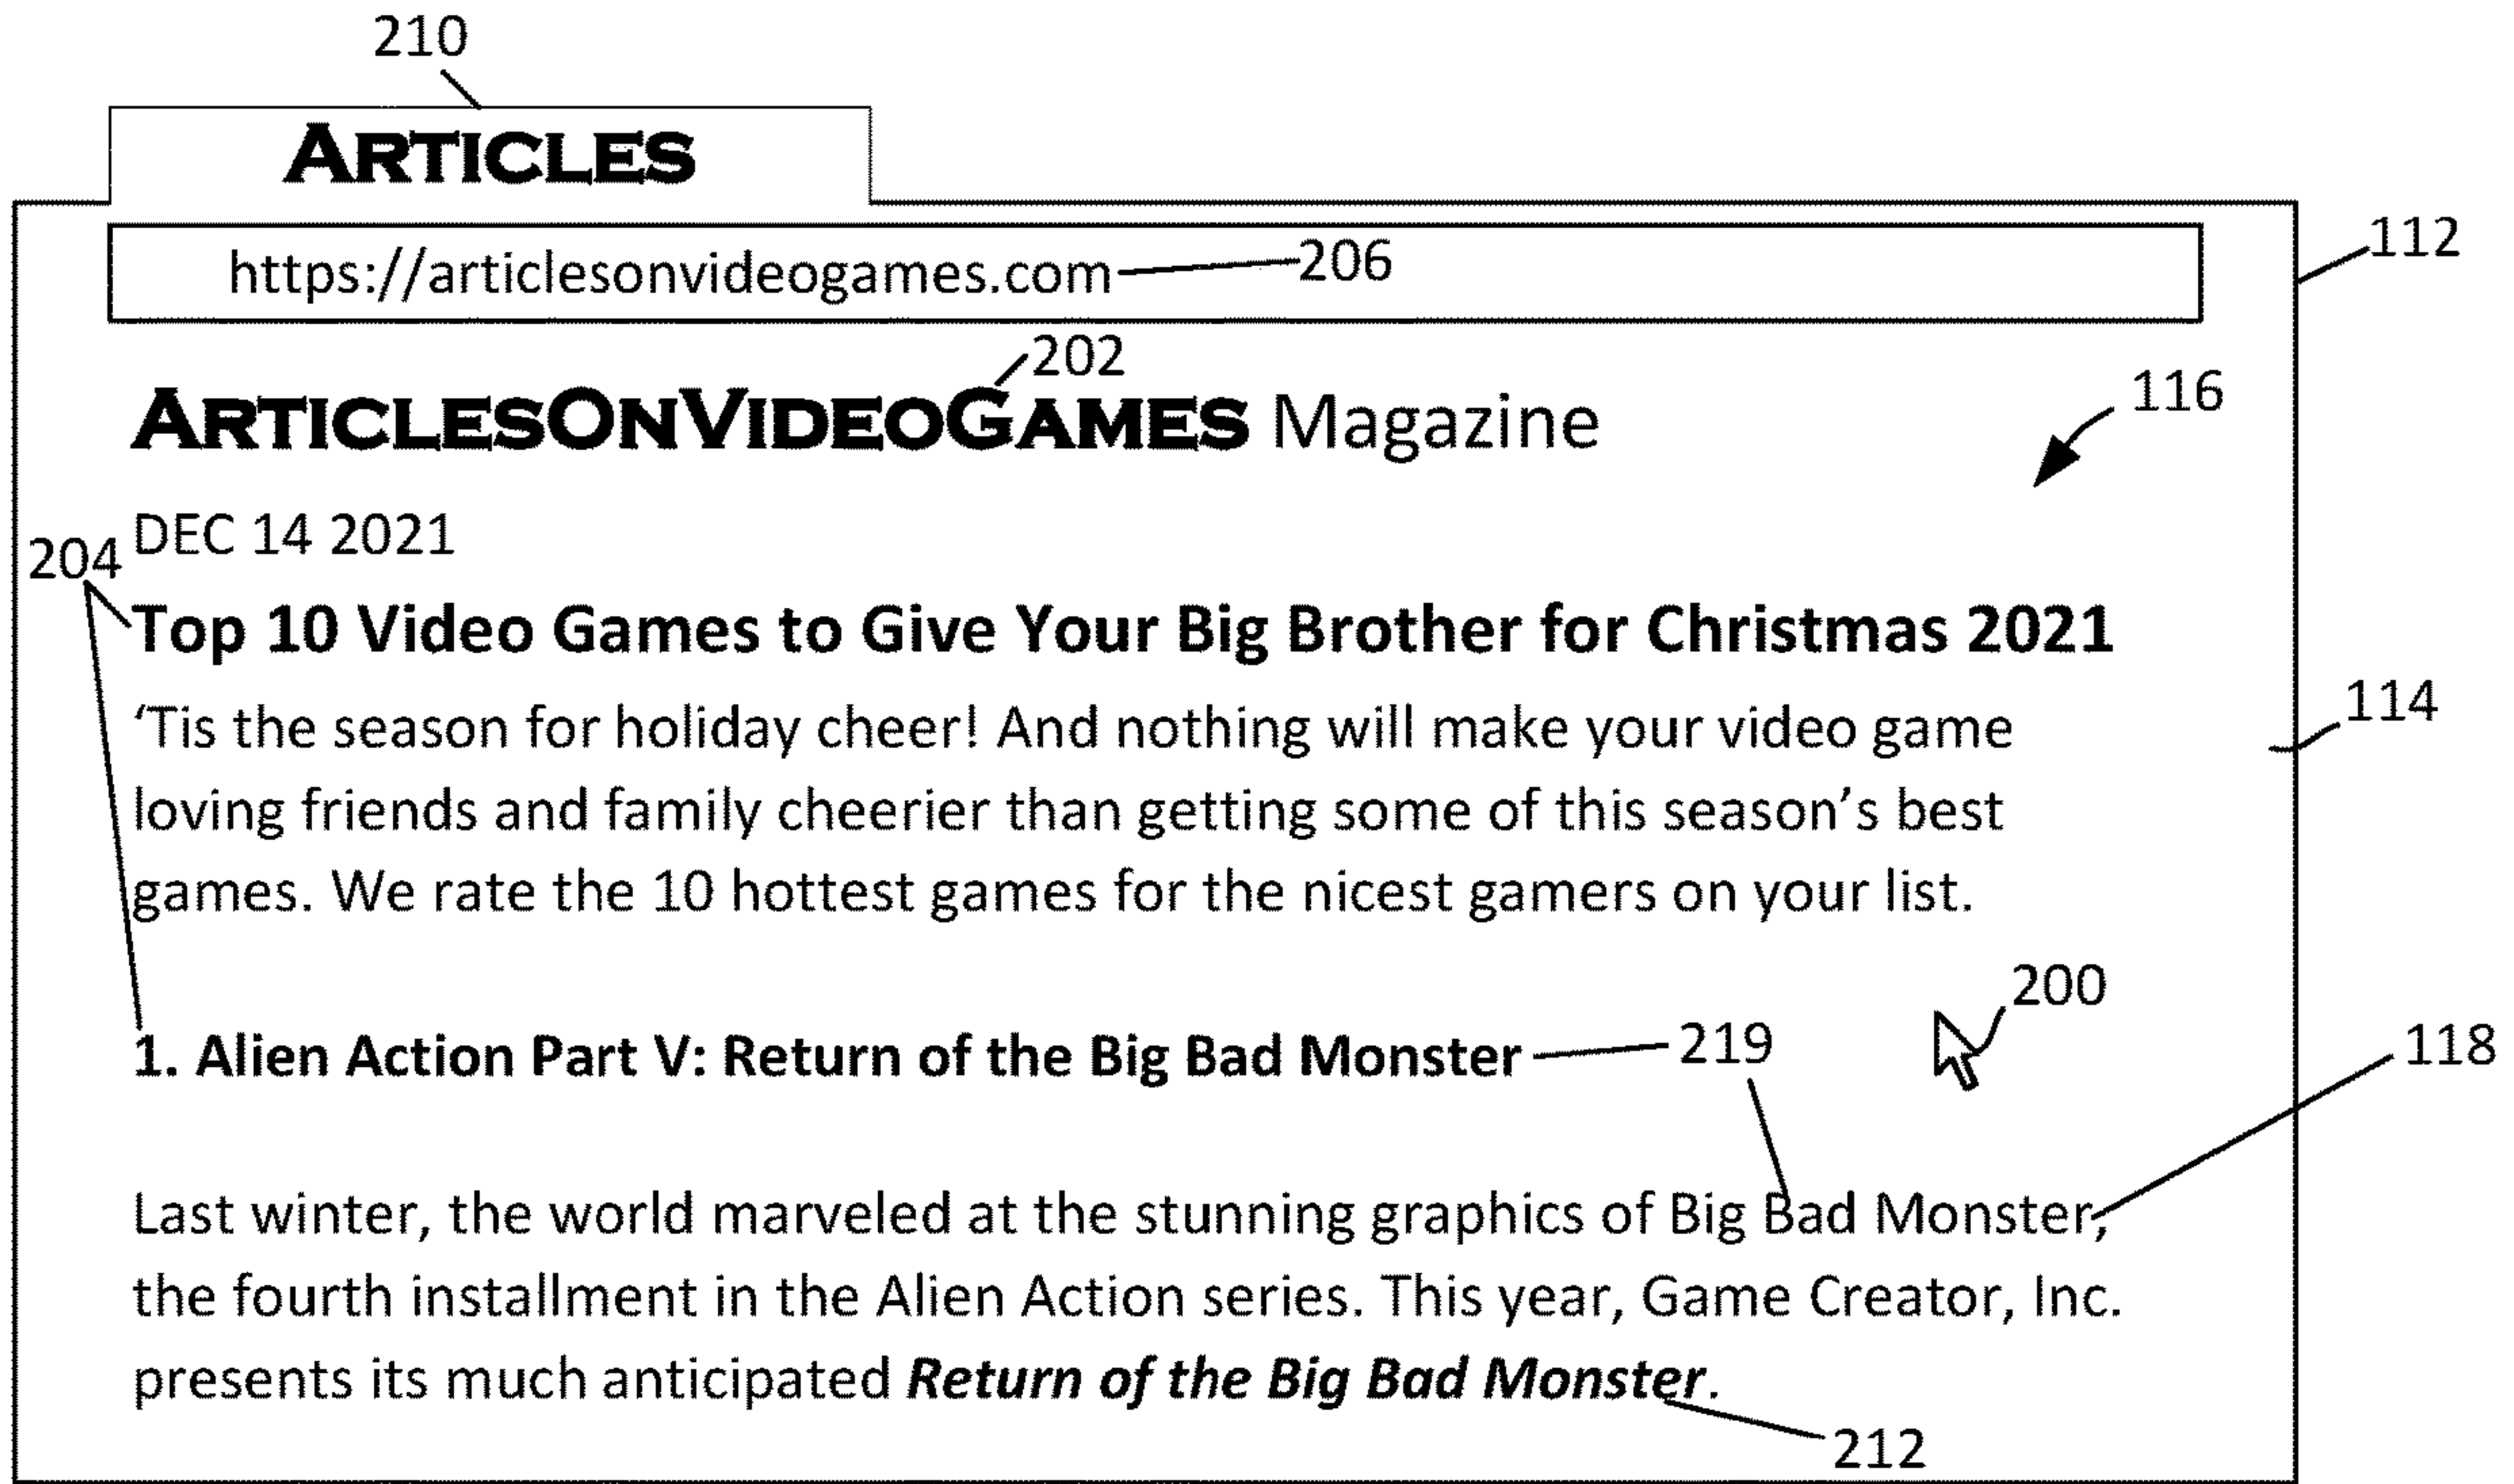 210
ARTICLES
https://articlesonvideogames.com 206
112
202
ARTICLESONVIDEOGAMES Magazine
116
DEC 14 2021
204
Top 10 Video Games to Give Your Big Brother for Christmas 2021
‘Tis the season for holiday cheer! And nothing will make your video game
114
loving friends and family cheerier than getting some of this season’s best
games. We rate the 10 hottest games for the nicest gamers on your list.
200
1. Alien Action Part V: Return of the Big Bad Monster 219
118
Last winter, the world marveled at the stunning graphics of Big Bad Monster,
the fourth installment in the Alien Action series. This year, Game Creator, Inc.
presents its much anticipated Return of the Big Bad Monster.
212